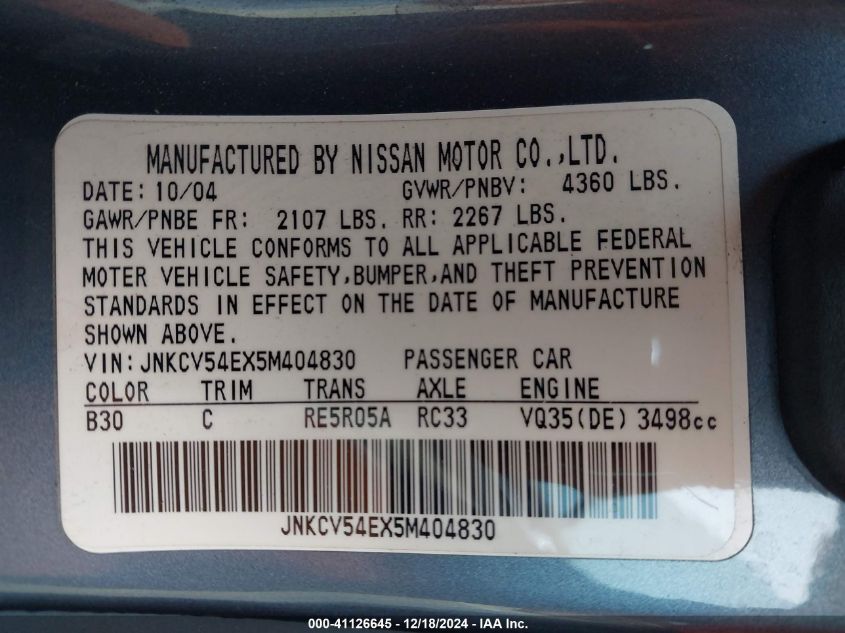 MANUFACTURED BY NISSAN MOTOR CO.,LTD.
DATE: 10/04 GVWR/PNBV: 4360 LBS.
GAWR/PNBE FR: 2107 LBS. RR: 2267 LBS.
THIS VEHICLE CONFORMS TO ALL APPLICABLE FEDERAL
MOTER VEHICLE SAFETY,BUMPER,AND THEFT PREVENTION
STANDARDS IN EFFECT ON THE DATE OF MANUFACTURE
SHOWN ABOVE.
VIN:JNKCV54EX5M404830 PASSENGER CAR
COLOR TRIM TRANS AXLE ENGINE
B30 C RE5R05A RC33 VQ35(DE) 3498cc
JNKCV54EX5M404830
000-41126645 - 12/18/2024 - IAA Inc.